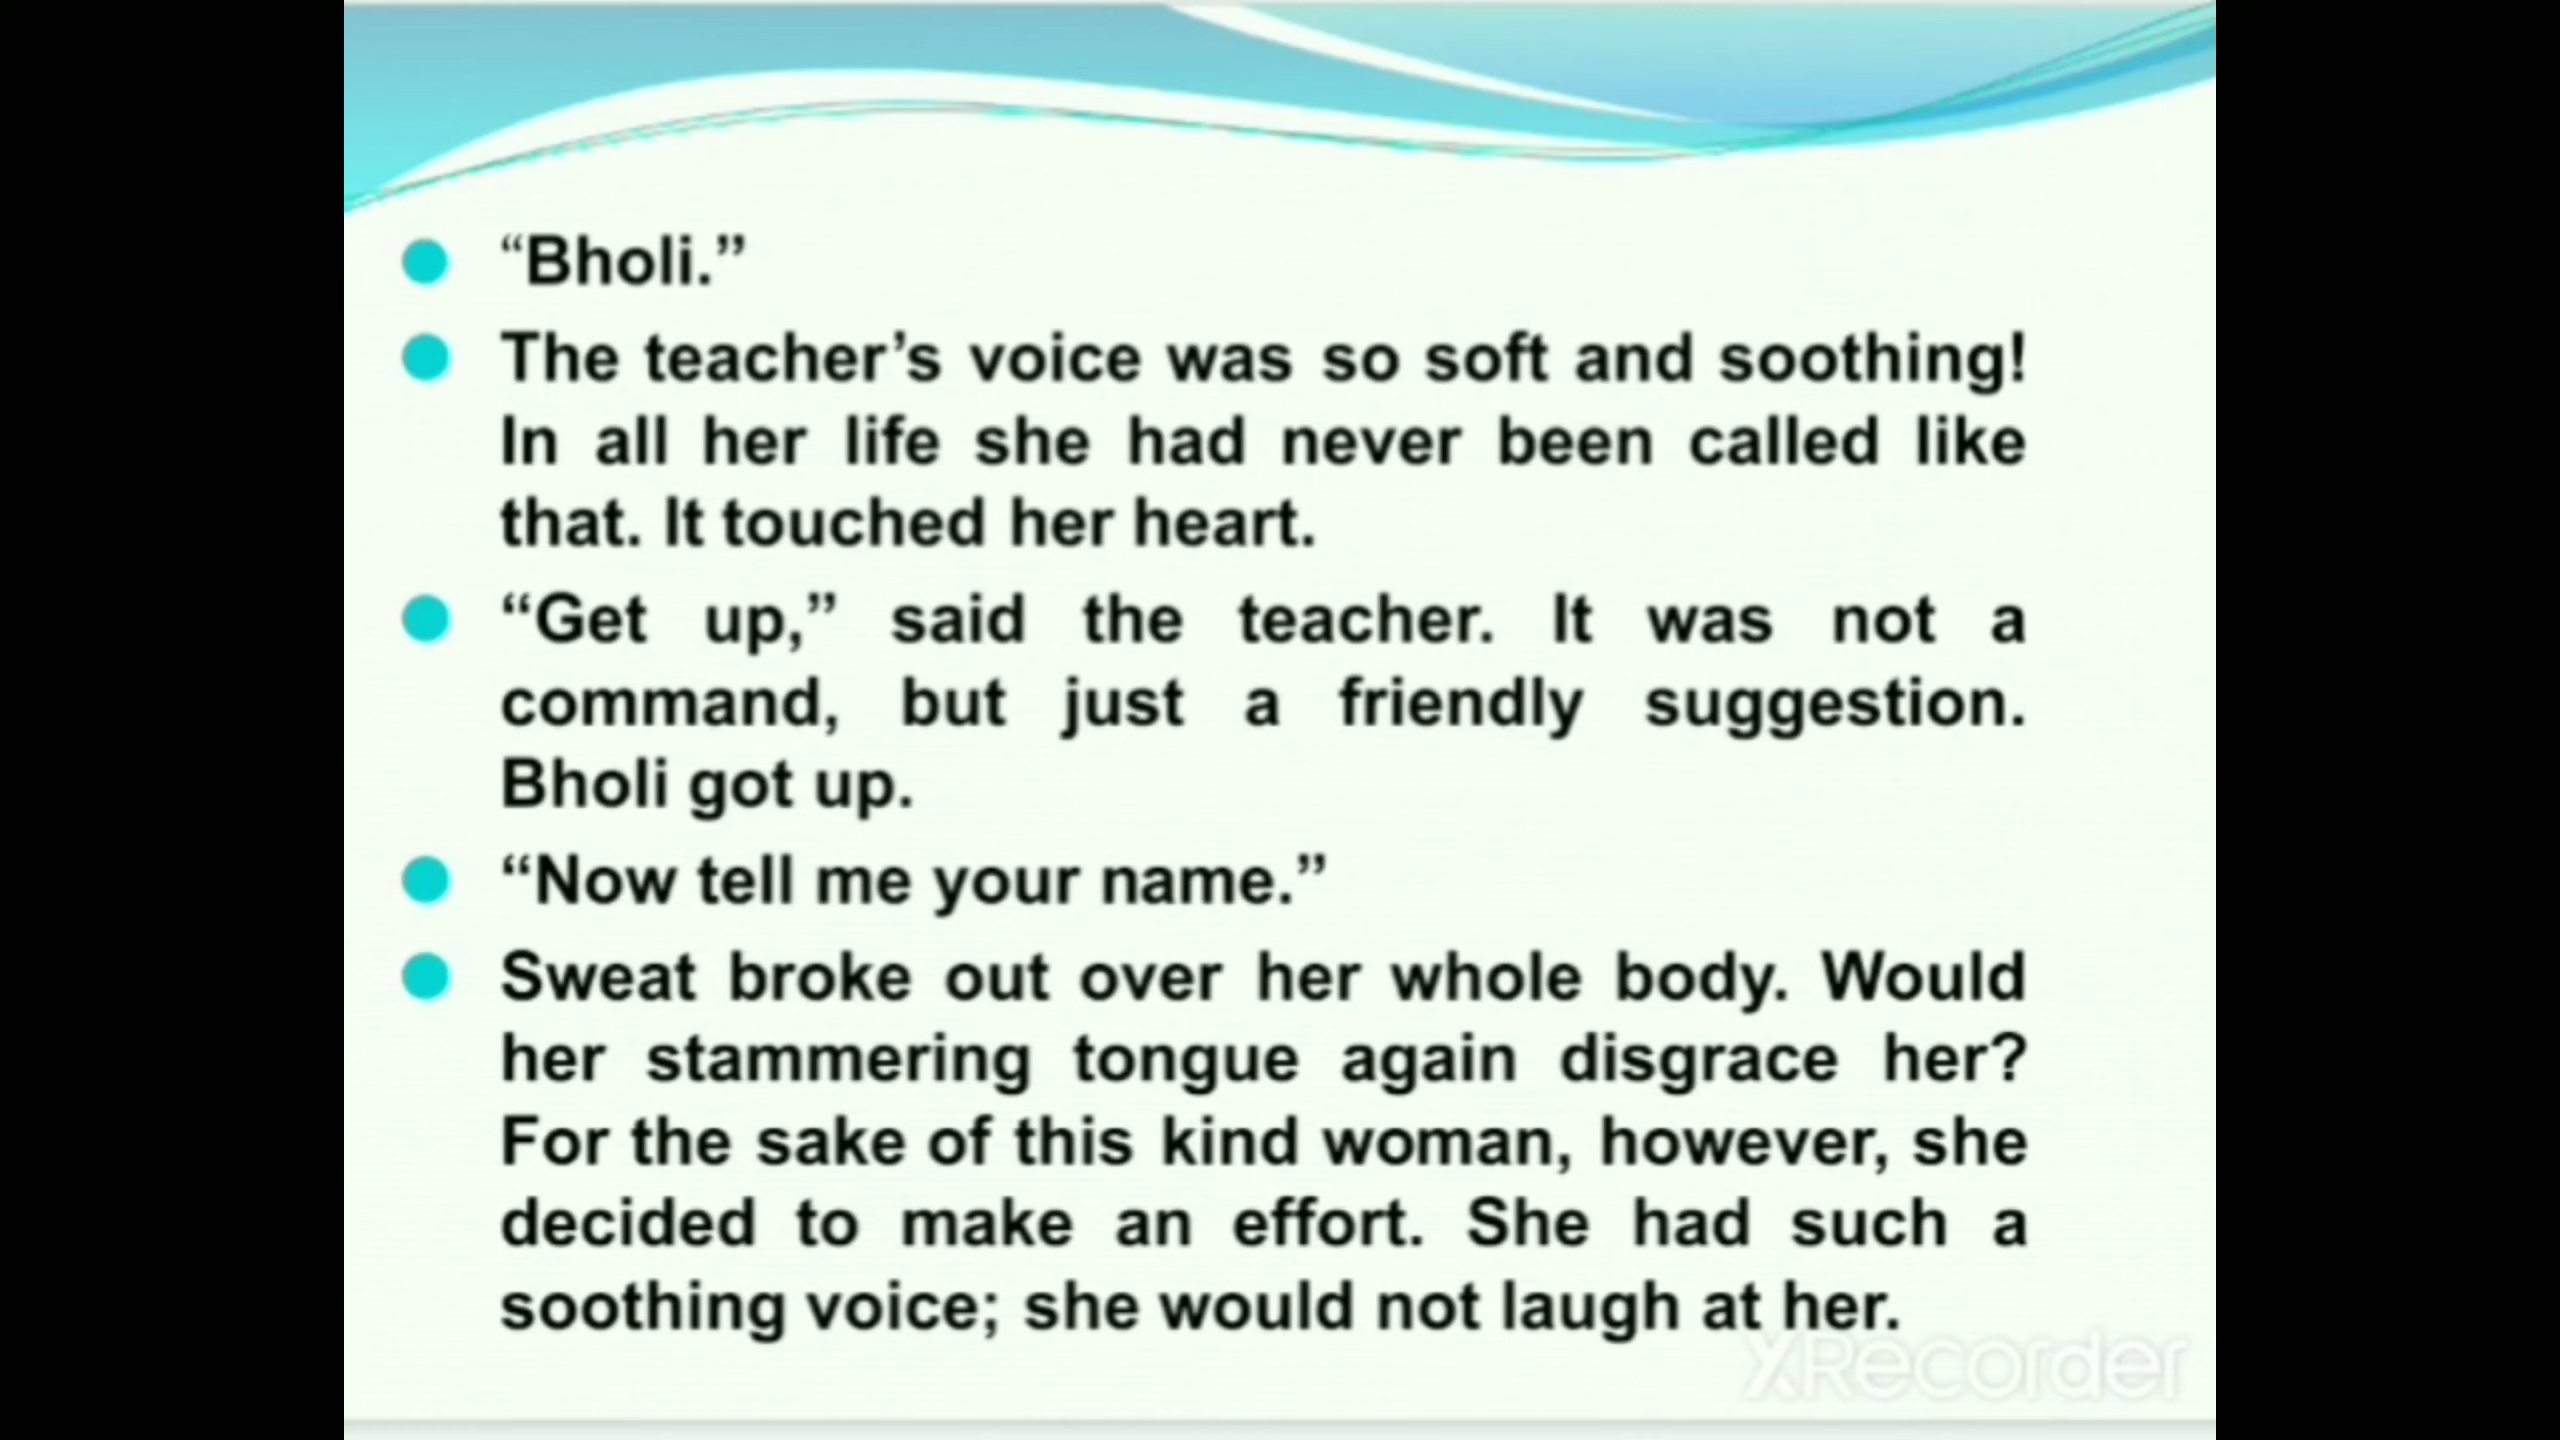 “Bholi.”
The teacher’s voice was so soft and soothing!
In all her life she had never been called like
that. It touched her heart.
“Get up,” said the teacher. It was not a
command, but just a friendly suggestion.
Bholi got up.
“Now tell me your name.”
Sweat broke out over her whole body. Would
her stammering tongue again disgrace her?
For the sake of this kind woman, however, she
decided to make an effort. She had such a
soothing voice; she would not laugh at her.
XRecorder